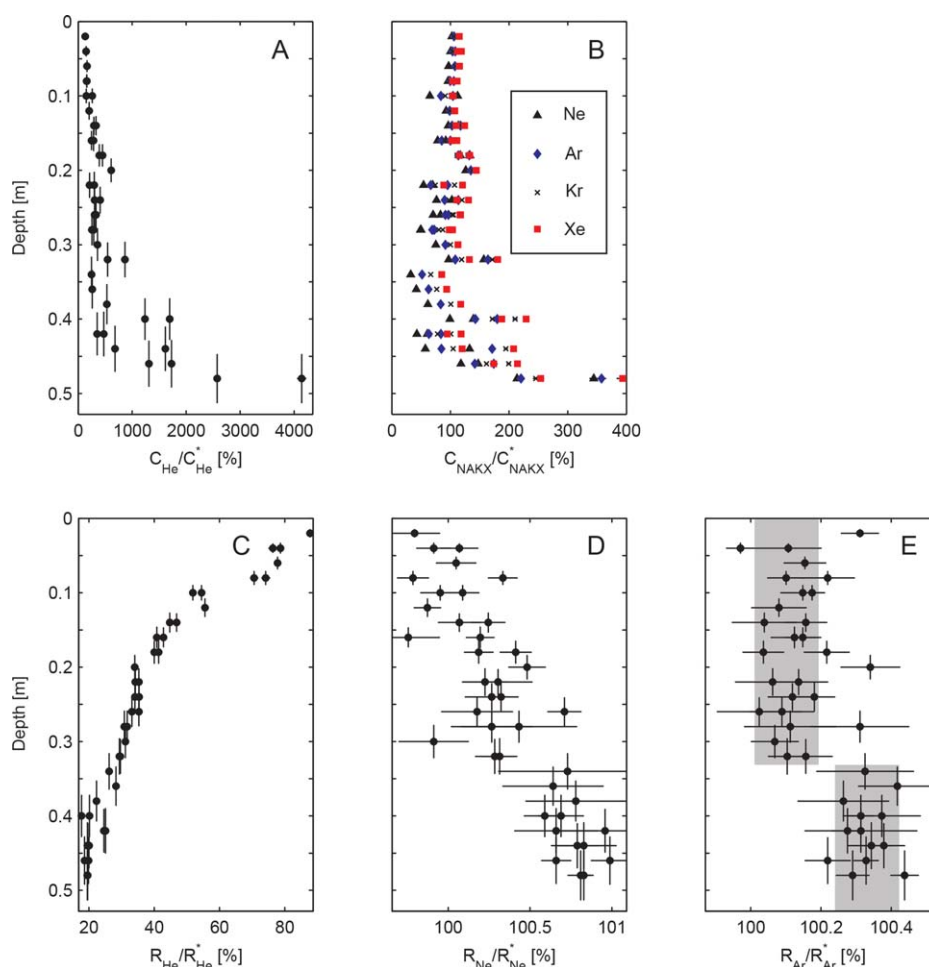 A
B
0
0.1
0.2
0.3
0.4
0.5
Depth [m]
Ne
Ar
Kr
Xe
0 1000 2000 3000 4000
0 100 200 300 400
C_He/C*_He [%]
C_NAKX/C*_NAKX [%]
C
D
E
0
0.1
0.2
0.3
0.4
0.5
Depth [m]
20 40 60 80
100 100.5 101
100 100.2 100.4
R_He/R*_He [%]
R_Ne/R*_Ne [%]
R_Ar/R*_Ar [%]